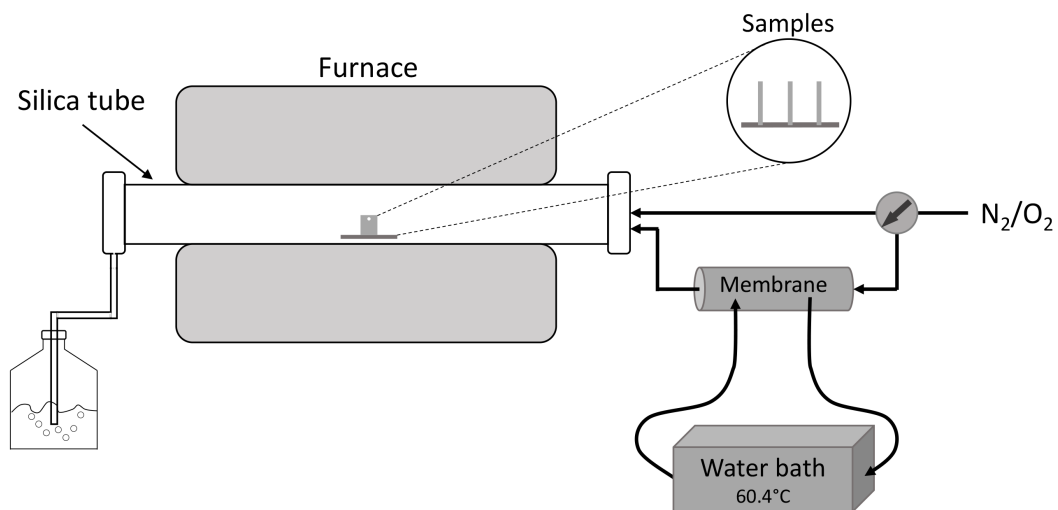 Samples
Furnace
Silica tube
N₂/O₂
Membrane
Water bath
60.4°C